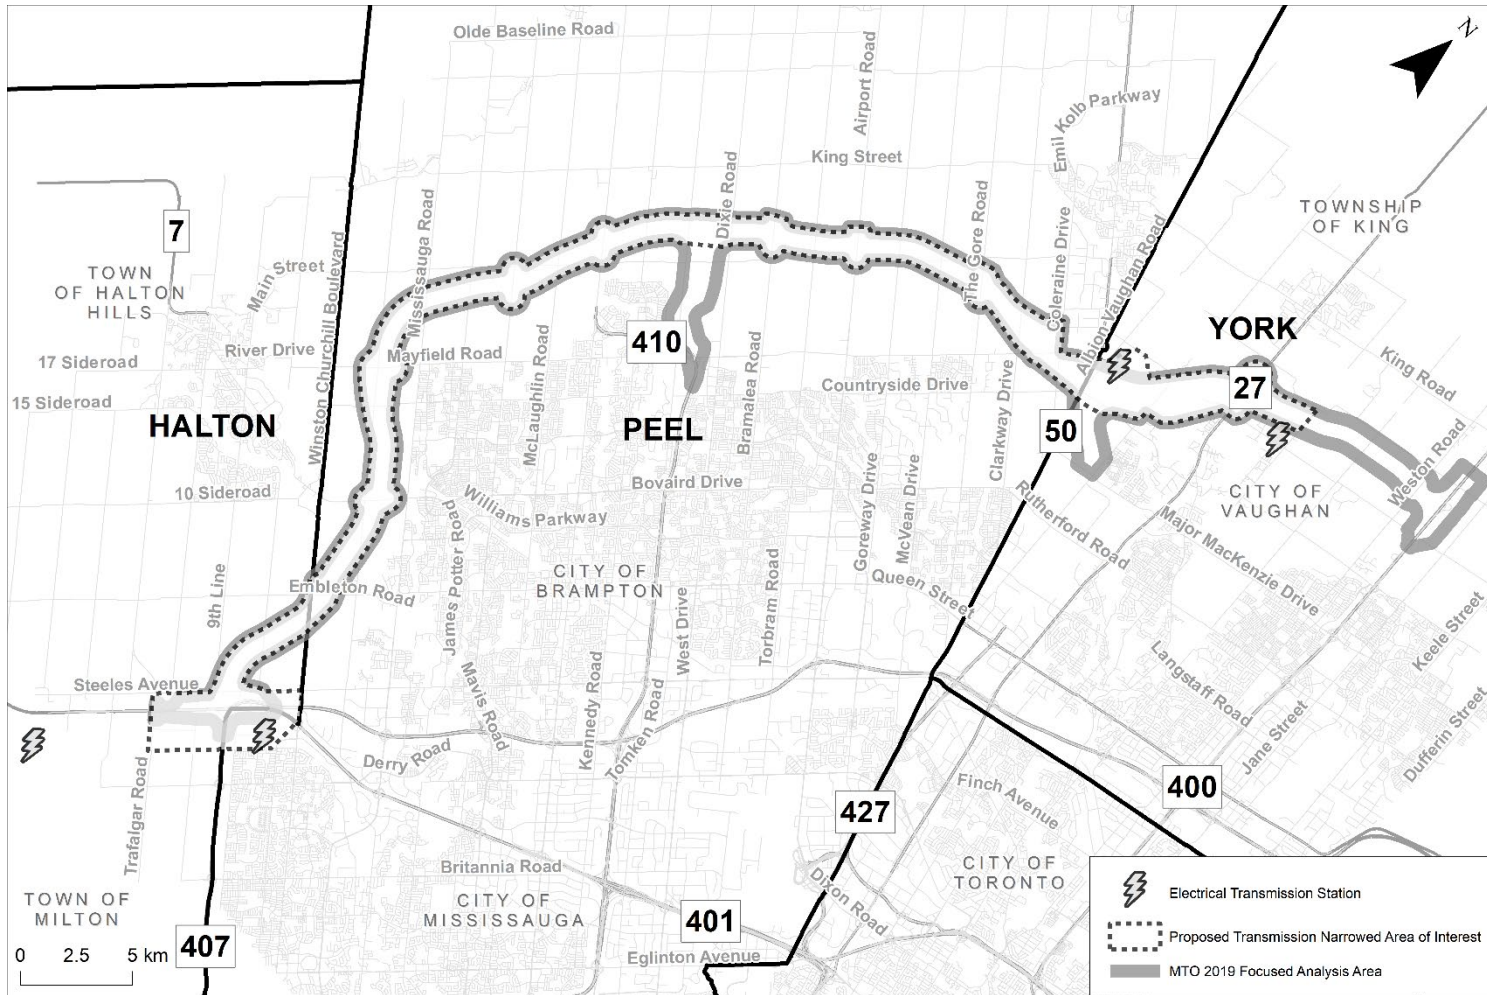 Olde Baseline Road
Airport Road
Emil Kolb Parkway
N
King Street
Dixie Road
Mississauga Road
The Gore Road
Coleraine Drive
Albion-Vaughan Road
TOWNSHIP
OF KING
7
TOWN
OF HALTON
HILLS
Main Street
Winston Churchill Boulevard
River Drive
17 Sideroad
15 Sideroad
HALTON
10 Sideroad
Mayfield Road
McLaughlin Road
410
PEEL
Bramalea Road
Countryside Drive
Clarkway Drive
50
YORK
27
King Road
Weston Road
CITY OF
VAUGHAN
Bovaird Drive
Williams Parkway
James Potter Road
Goreway Drive
McVean Drive
Rutherford Road
Major MacKenzie Drive
Queen Street
CITY OF
BRAMPTON
Embleton Road
9th Line
West Drive
Torbram Road
Keele Street
Langstaff Road
Jane Street
Dufferin Street
Steeles Avenue
Mavis Road
Kennedy Road
Tomken Road
Derry Road
Trafalgar Road
427
Finch Avenue
400
Britannia Road
CITY OF
MISSISSAUGA
401
Dixon Road
CITY OF
TORONTO
Eglinton Avenue
TOWN OF
MILTON
407
0 2.5 5 km
Electrical Transmission Station
Proposed Transmission Narrowed Area of Interest
MTO 2019 Focused Analysis Area